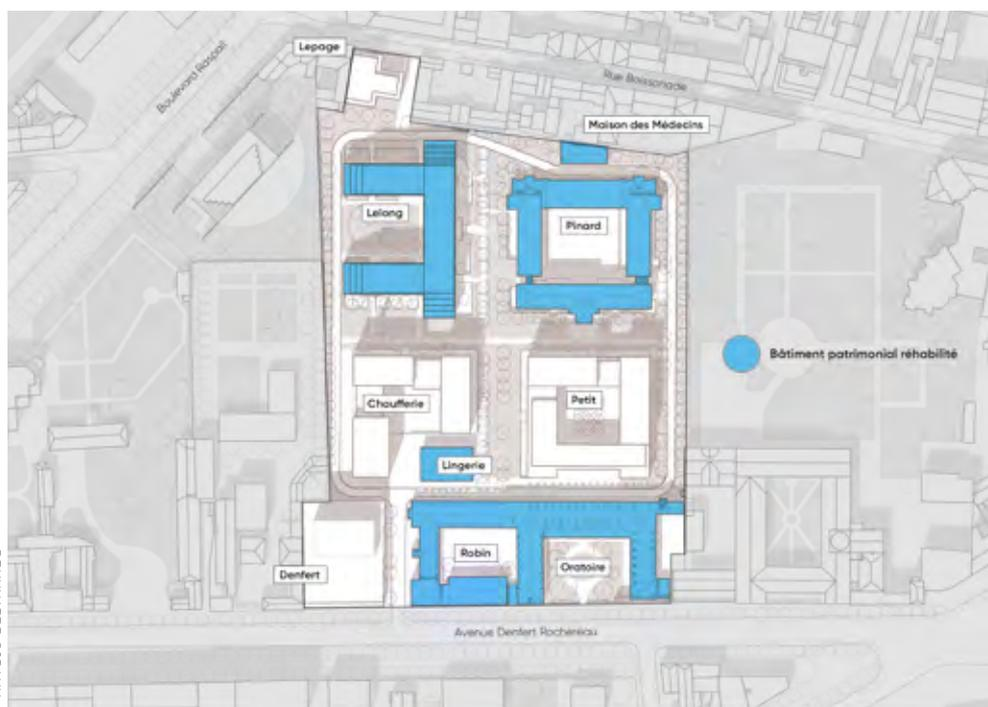 Lepage
Boulevard Raspail
Rue Boissonade
Maison des Médecins
Lelong
Pinard
Bâtiment patrimonial réhabilité
Chaufferie
Petit
Lingerie
Robin
Oratoire
Denfert
Avenue Denfert Rochereau